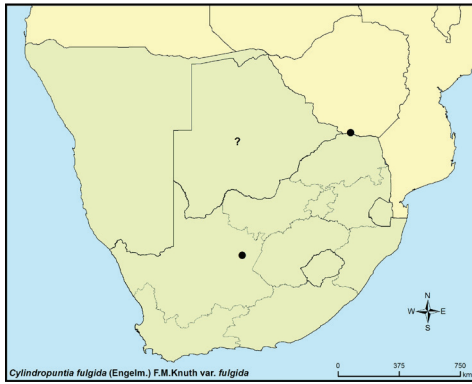 ?
N
W E
S
Cylindropuntia fulgida (Engelm.) F.M.Knuth var. fulgida
0 375 750
km